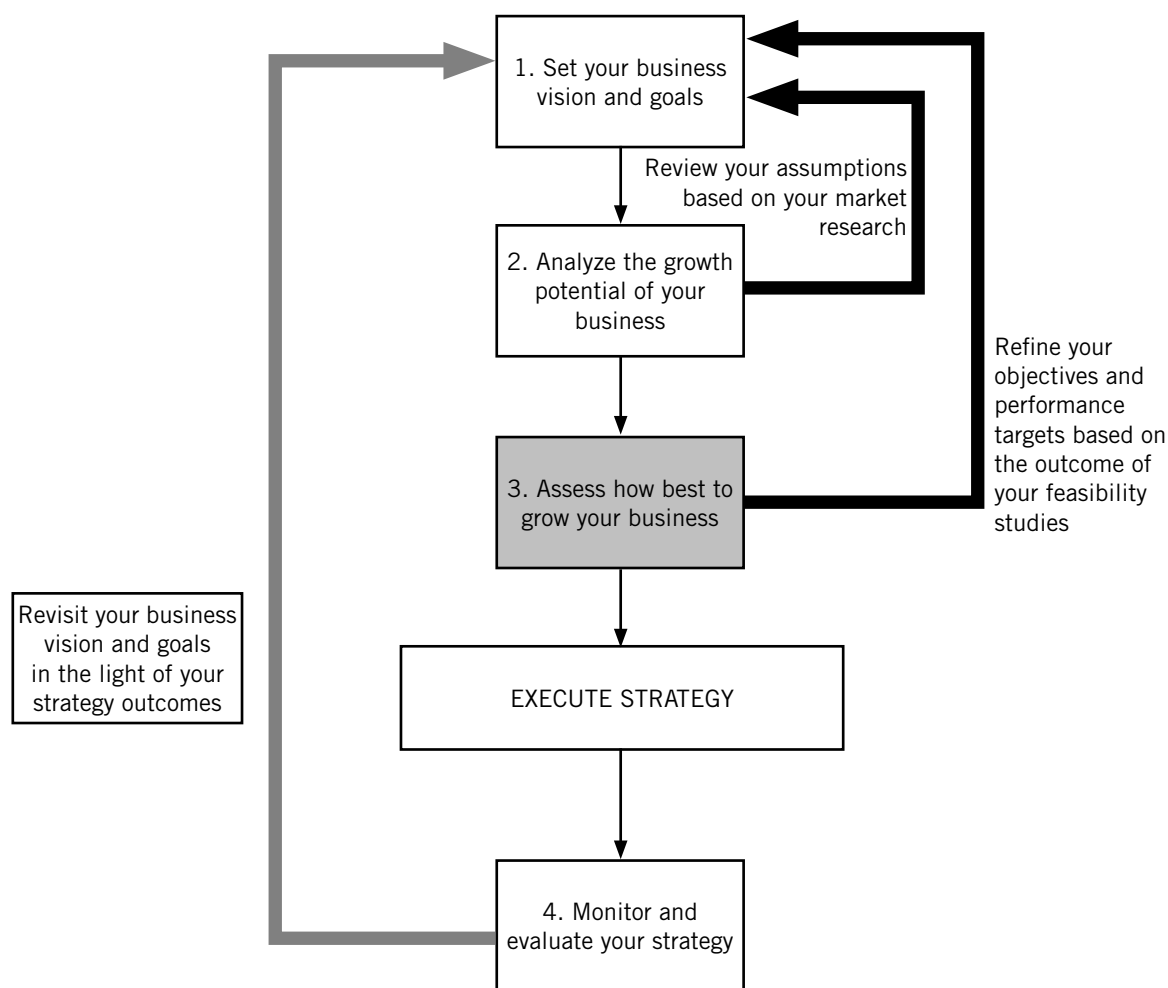 1. Set your business
vision and goals
Review your assumptions
based on your market
research
2. Analyze the growth
potential of your
business
Refine your
objectives and
performance
targets based on
the outcome of
your feasibility
studies
3. Assess how best to
grow your business
Revisit your business
vision and goals
in the light of your
strategy outcomes
EXECUTE STRATEGY
4. Monitor and
evaluate your strategy